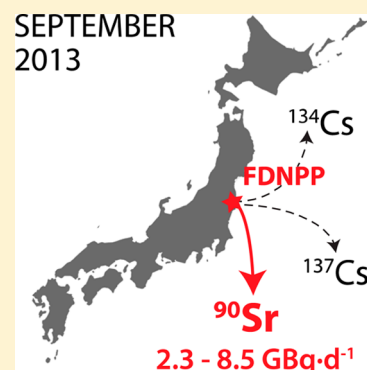 SEPTEMBER
2013
¹³⁴Cs
FDNPP
¹³⁷Cs
⁹⁰Sr
2.3 - 8.5 GBq·d⁻¹